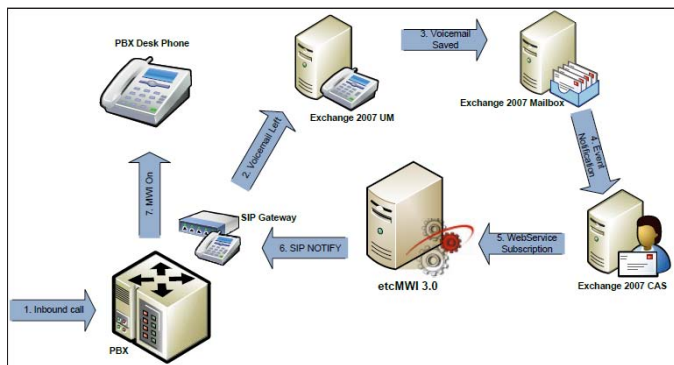 PBX Desk Phone
Exchange 2007 UM
3. Voicemail
Saved
Exchange 2007 Mailbox
2. Voicemail Left
4. Event
Notification
7. MWI On
SIP Gateway
6. SIP NOTIFY
etcMWI 3.0
5. WebService
Subscription
Exchange 2007 CAS
1. Inbound call
PBX